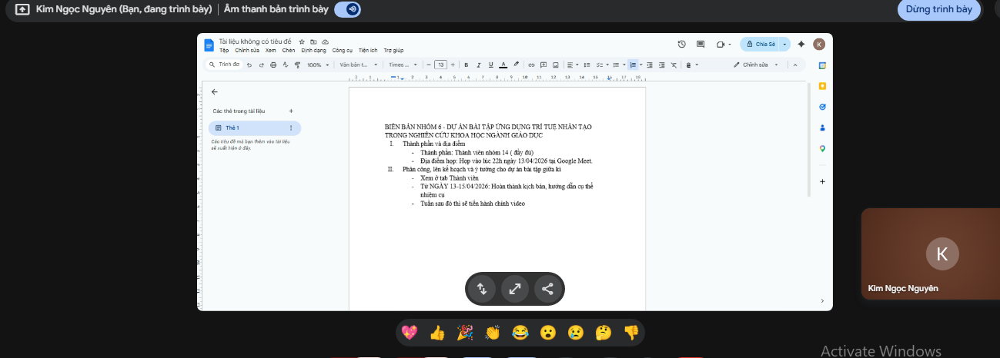 Kim Ngọc Nguyên (Bạn, đang trình bày) Âm thanh bản trình bày
Dừng trình bày
Tài liệu không có tiêu đề
Tệp Chỉnh sửa Xem Chèn Định dạng Công cụ Tiện ích Trợ giúp
Chia Sẻ
K
Trình đơ
100%
Văn bản t...
Times ...
13
B I U A
Chỉnh sửa
Các thẻ trong tài liệu
Thẻ 1
Các tiêu đề mà bạn thêm vào tài liệu
sẽ xuất hiện ở đây.
BIÊN BẢN NHÓM 6 - DỰ ÁN BÀI TẬP ỨNG DỤNG TRÍ TUỆ NHÂN TẠO
TRONG NGHIÊN CỨU KHOA HỌC NGÀNH GIÁO DỤC
I. Thành phần và địa điểm
- Thành phần: Thành viên nhóm 14 ( đầy đủ)
- Địa điểm họp: Họp vào lúc 22h ngày 13/04/2026 tại Google Meet.
II. Phân công, lên kế hoạch và ý tưởng cho dự án bài tập giữa kì
- Xem ở tab Thành viên
- Từ NGÀY 13-15/04/2026: Hoàn thành kịch bản, hướng dẫn cụ thể
nhiệm cụ
- Tuần sau đó thì sẽ tiến hành chỉnh video
K
Kim Ngọc Nguyên
Activate Windows